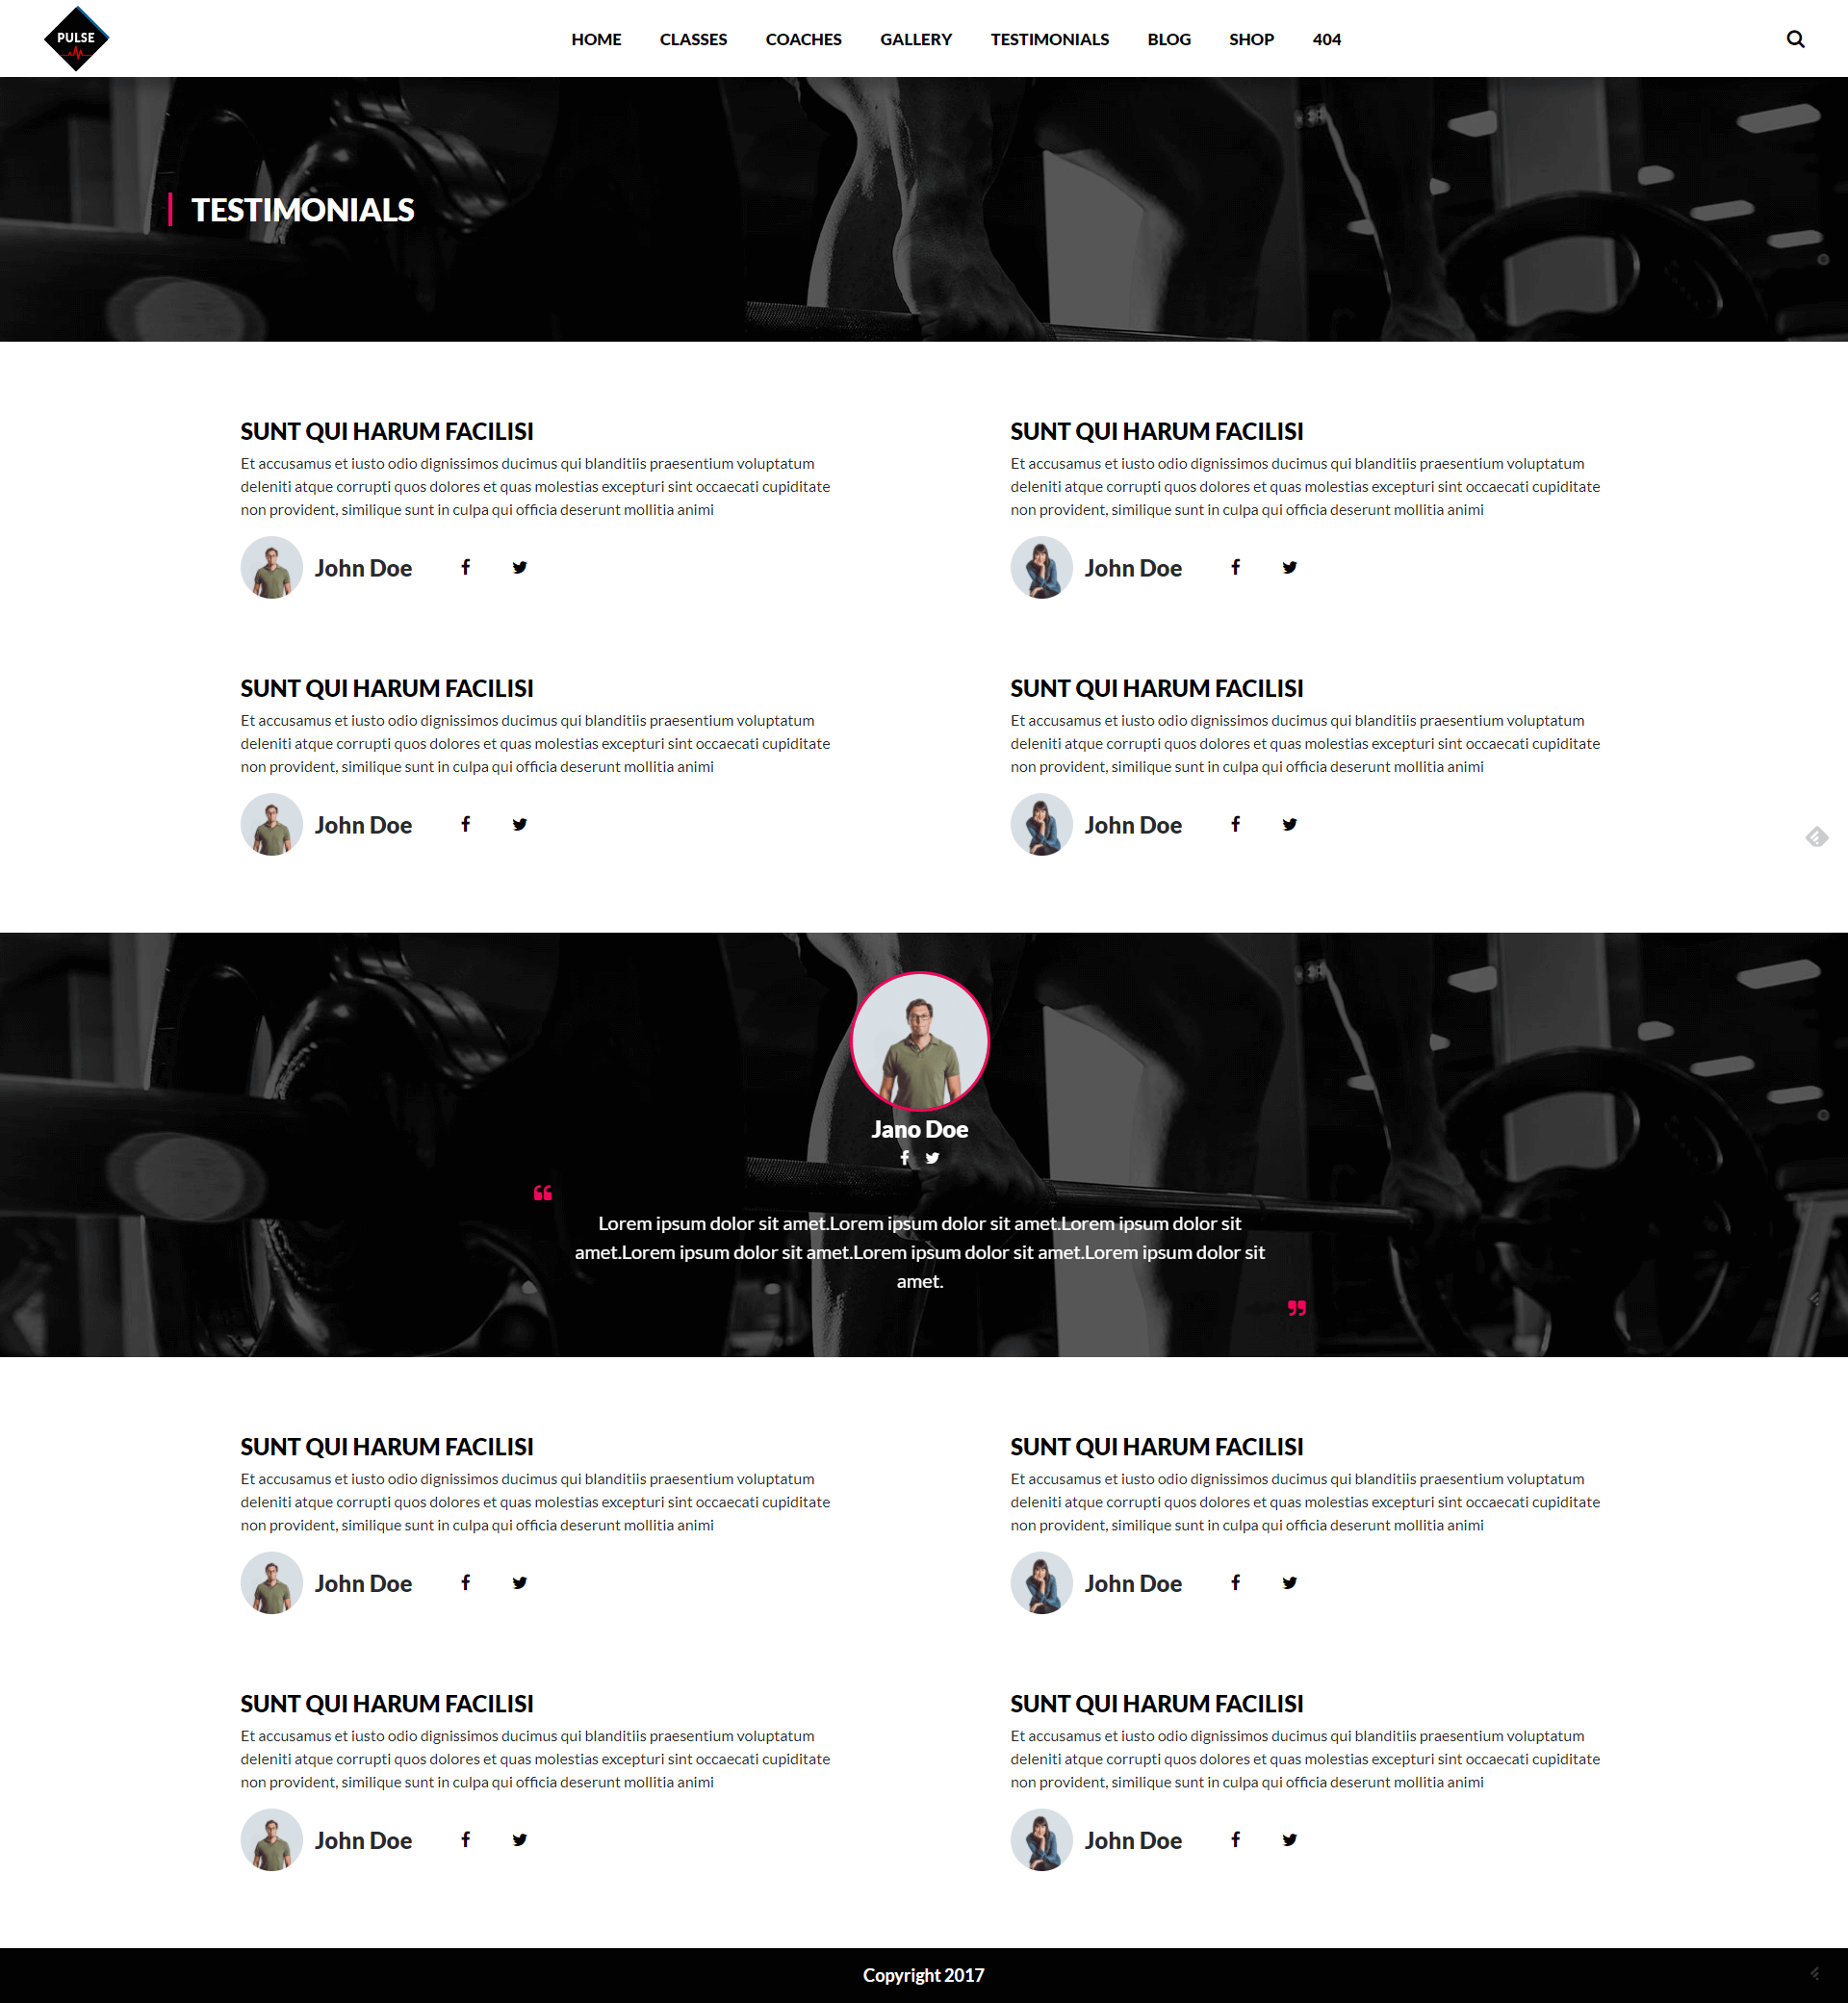 PULSE
HOME CLASSES COACHES GALLERY TESTIMONIALS BLOG SHOP 404
TESTIMONIALS
SUNT QUI HARUM FACILISI
Et accusamus et iusto odio dignissimos ducimus qui blanditiis praesentium voluptatum
deleniti atque corrupti quos dolores et quas molestias excepturi sint occaecati cupiditate
non provident, similique sunt in culpa qui officia deserunt mollitia animi
John Doe
SUNT QUI HARUM FACILISI
Et accusamus et iusto odio dignissimos ducimus qui blanditiis praesentium voluptatum
deleniti atque corrupti quos dolores et quas molestias excepturi sint occaecati cupiditate
non provident, similique sunt in culpa qui officia deserunt mollitia animi
John Doe
SUNT QUI HARUM FACILISI
Et accusamus et iusto odio dignissimos ducimus qui blanditiis praesentium voluptatum
deleniti atque corrupti quos dolores et quas molestias excepturi sint occaecati cupiditate
non provident, similique sunt in culpa qui officia deserunt mollitia animi
John Doe
SUNT QUI HARUM FACILISI
Et accusamus et iusto odio dignissimos ducimus qui blanditiis praesentium voluptatum
deleniti atque corrupti quos dolores et quas molestias excepturi sint occaecati cupiditate
non provident, similique sunt in culpa qui officia deserunt mollitia animi
John Doe
Jano Doe
Lorem ipsum dolor sit amet.Lorem ipsum dolor sit amet.Lorem ipsum dolor sit
amet.Lorem ipsum dolor sit amet.Lorem ipsum dolor sit amet.Lorem ipsum dolor sit
amet.
SUNT QUI HARUM FACILISI
Et accusamus et iusto odio dignissimos ducimus qui blanditiis praesentium voluptatum
deleniti atque corrupti quos dolores et quas molestias excepturi sint occaecati cupiditate
non provident, similique sunt in culpa qui officia deserunt mollitia animi
John Doe
SUNT QUI HARUM FACILISI
Et accusamus et iusto odio dignissimos ducimus qui blanditiis praesentium voluptatum
deleniti atque corrupti quos dolores et quas molestias excepturi sint occaecati cupiditate
non provident, similique sunt in culpa qui officia deserunt mollitia animi
John Doe
SUNT QUI HARUM FACILISI
Et accusamus et iusto odio dignissimos ducimus qui blanditiis praesentium voluptatum
deleniti atque corrupti quos dolores et quas molestias excepturi sint occaecati cupiditate
non provident, similique sunt in culpa qui officia deserunt mollitia animi
John Doe
SUNT QUI HARUM FACILISI
Et accusamus et iusto odio dignissimos ducimus qui blanditiis praesentium voluptatum
deleniti atque corrupti quos dolores et quas molestias excepturi sint occaecati cupiditate
non provident, similique sunt in culpa qui officia deserunt mollitia animi
John Doe
Copyright 2017